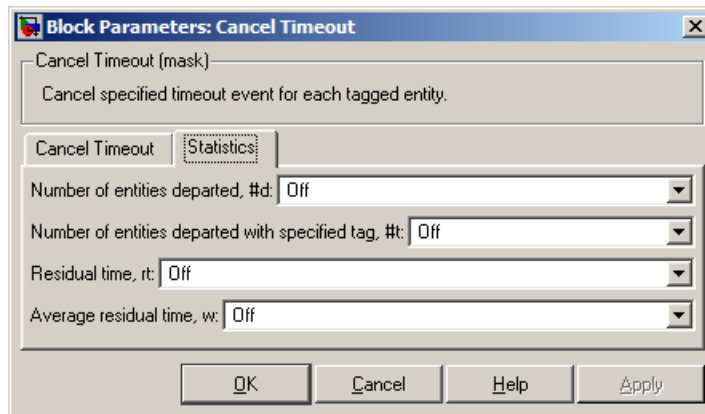 Block Parameters: Cancel Timeout
Cancel Timeout (mask)
Cancel specified timeout event for each tagged entity.
Cancel Timeout Statistics
Number of entities departed, #d: Off
Number of entities departed with specified tag, #t: Off
Residual time, rt: Off
Average residual time, w: Off
OK Cancel Help Apply